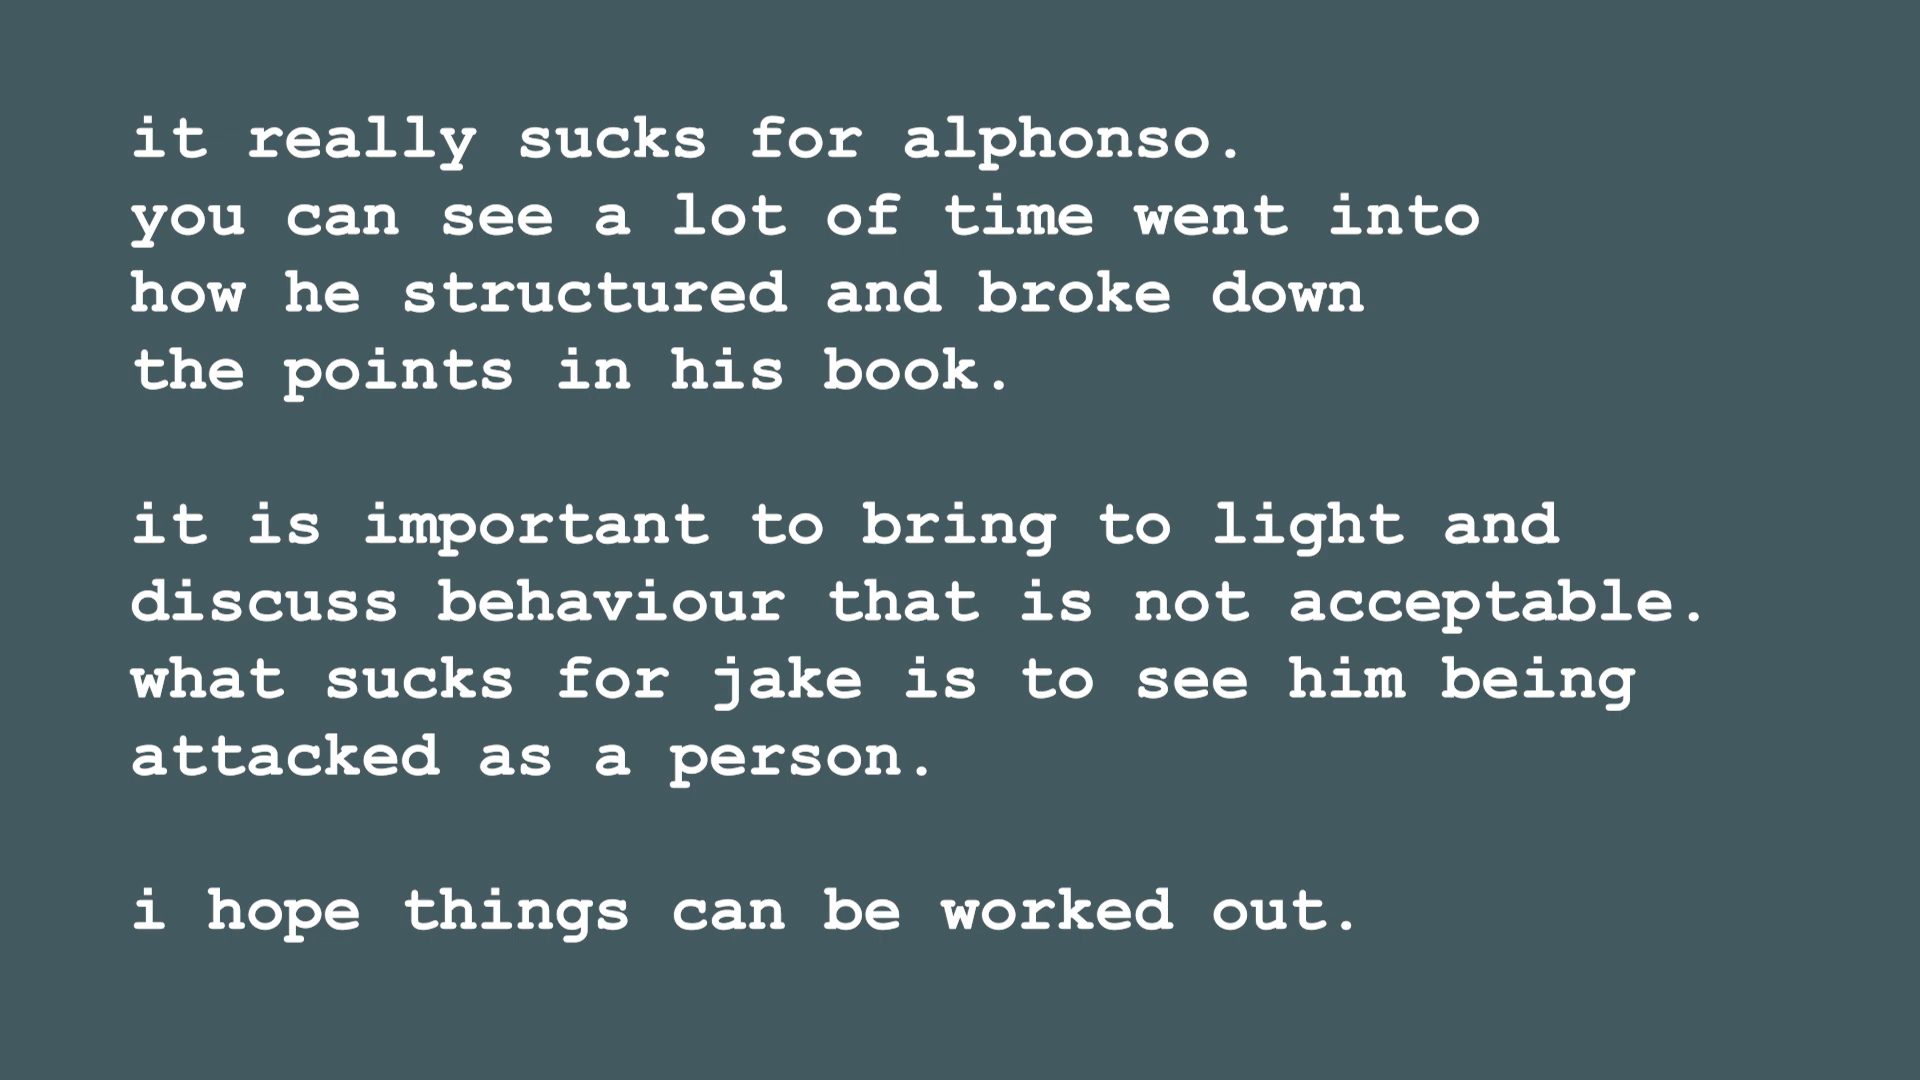 it really sucks for alphonso.
you can see a lot of time went into
how he structured and broke down
the points in his book.
it is important to bring to light and
discuss behaviour that is not acceptable.
what sucks for jake is to see him being
attacked as a person.
i hope things can be worked out.